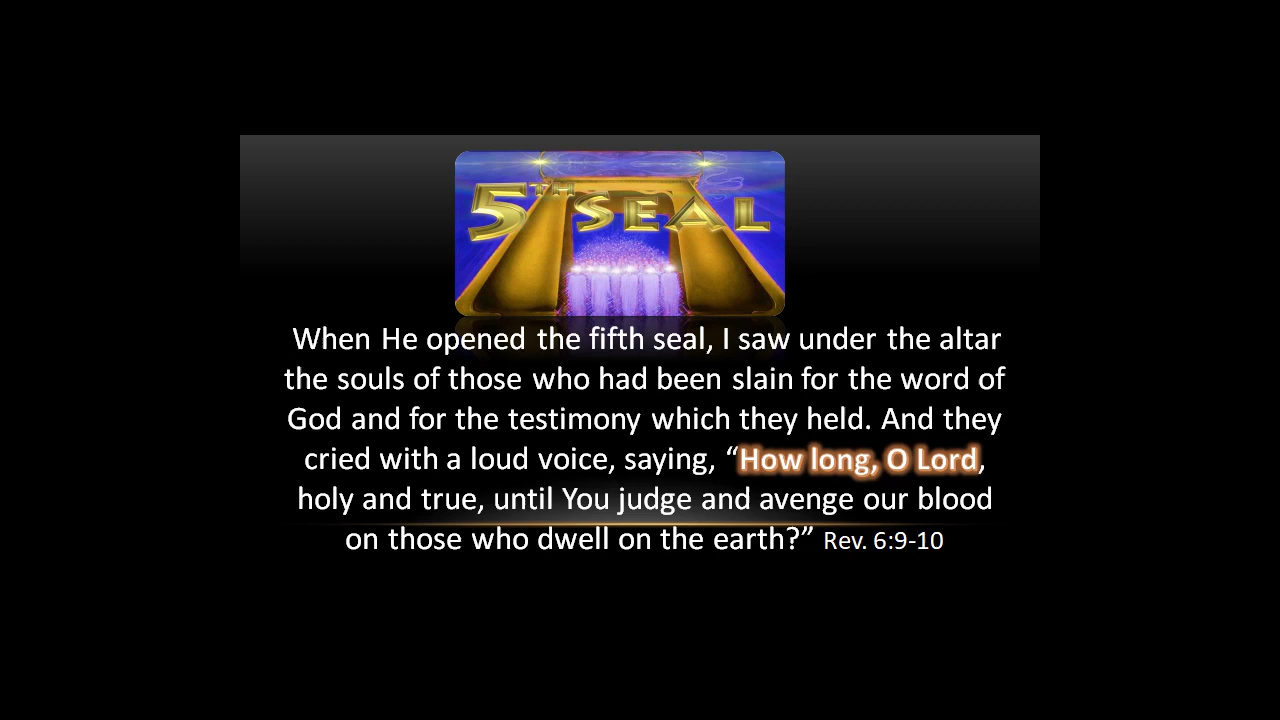 5TH SEAL
When He opened the fifth seal, I saw under the altar
the souls of those who had been slain for the word of
God and for the testimony which they held. And they
cried with a loud voice, saying, “How long, O Lord,
holy and true, until You judge and avenge our blood
on those who dwell on the earth?” Rev. 6:9-10